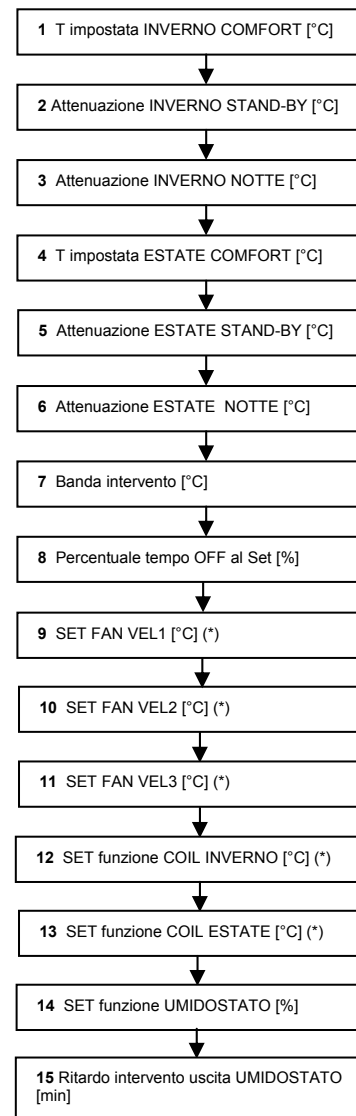 1 T impostata INVERNO COMFORT [°C]
2 Attenuazione INVERNO STAND-BY [°C]
3 Attenuazione INVERNO NOTTE [°C]
4 T impostata ESTATE COMFORT [°C]
5 Attenuazione ESTATE STAND-BY [°C]
6 Attenuazione ESTATE NOTTE [°C]
7 Banda intervento [°C]
8 Percentuale tempo OFF al Set [%]
9 SET FAN VEL1 [°C] (*)
10 SET FAN VEL2 [°C] (*)
11 SET FAN VEL3 [°C] (*)
12 SET funzione COIL INVERNO [°C] (*)
13 SET funzione COIL ESTATE [°C] (*)
14 SET funzione UMIDOSTATO [%]
15 Ritardo intervento uscita UMIDOSTATO
[min]